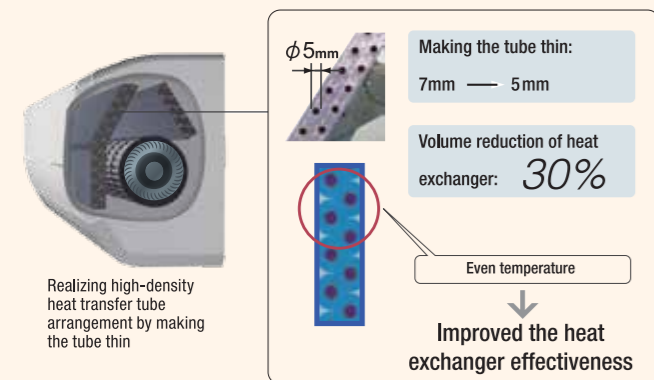 φ5mm
Making the tube thin:
7mm — 5mm
Volume reduction of heat
exchanger: 30%
Even temperature
Improved the heat
exchanger effectiveness
Realizing high-density
heat transfer tube
arrangement by making
the tube thin